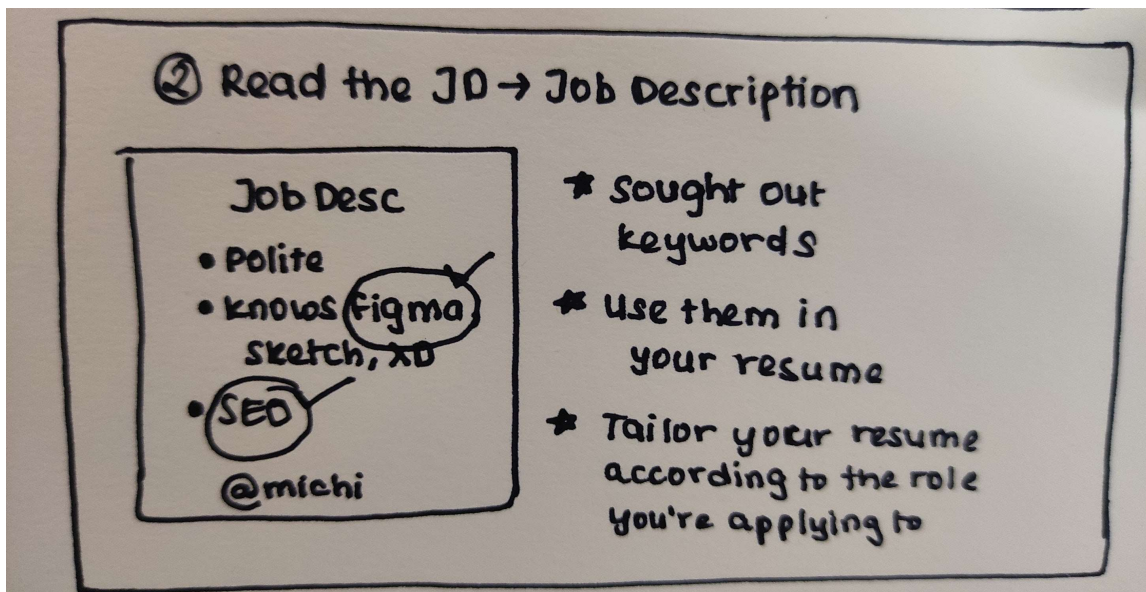 ② Read the JD → Job Description
Job Desc
• Polite
• knows figma
sketch, XD
• SEO
@michi
★ Sought out
keywords
★ Use them in
your resume
★ Tailor your resume
according to the role
you're applying to